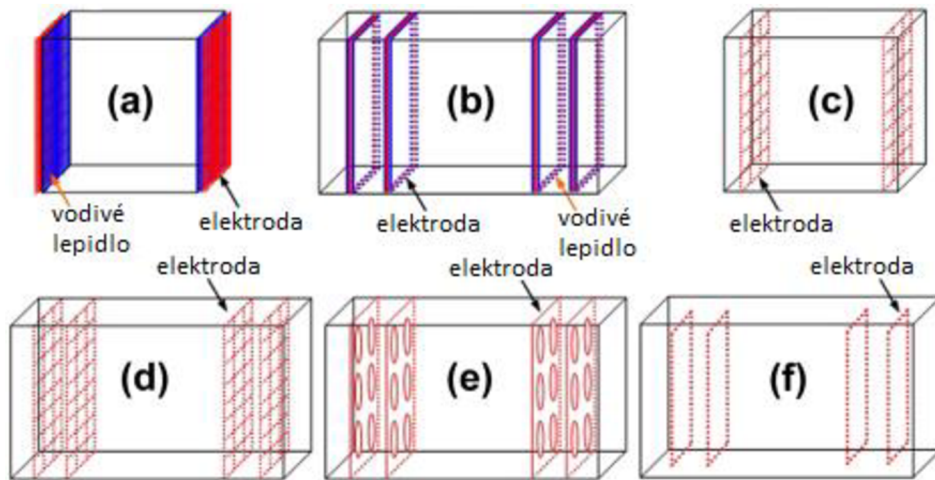 (a)
vodivé
lepidlo
elektroda
(b)
elektroda
vodivé
lepidlo
(c)
elektroda
elektroda
(d)
elektroda
(e)
elektroda
(f)